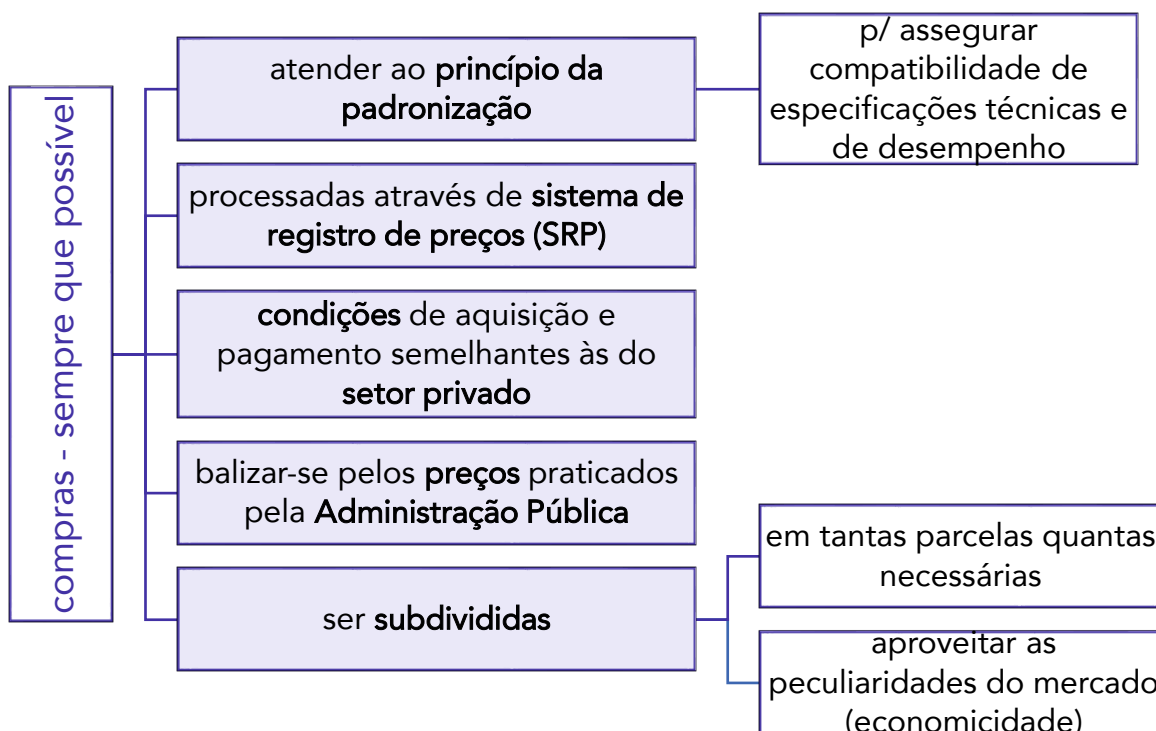 compras - sempre que possível
atender ao princípio da
padronização
p/ assegurar
compatibilidade de
especificações técnicas e
de desempenho
processadas através de sistema de
registro de preços (SRP)
condições de aquisição e
pagamento semelhantes às do
setor privado
balizar-se pelos preços praticados
pela Administração Pública
ser subdivididas
em tantas parcelas quantas
necessárias
aproveitar as
peculiaridades do mercado
(economicidade)